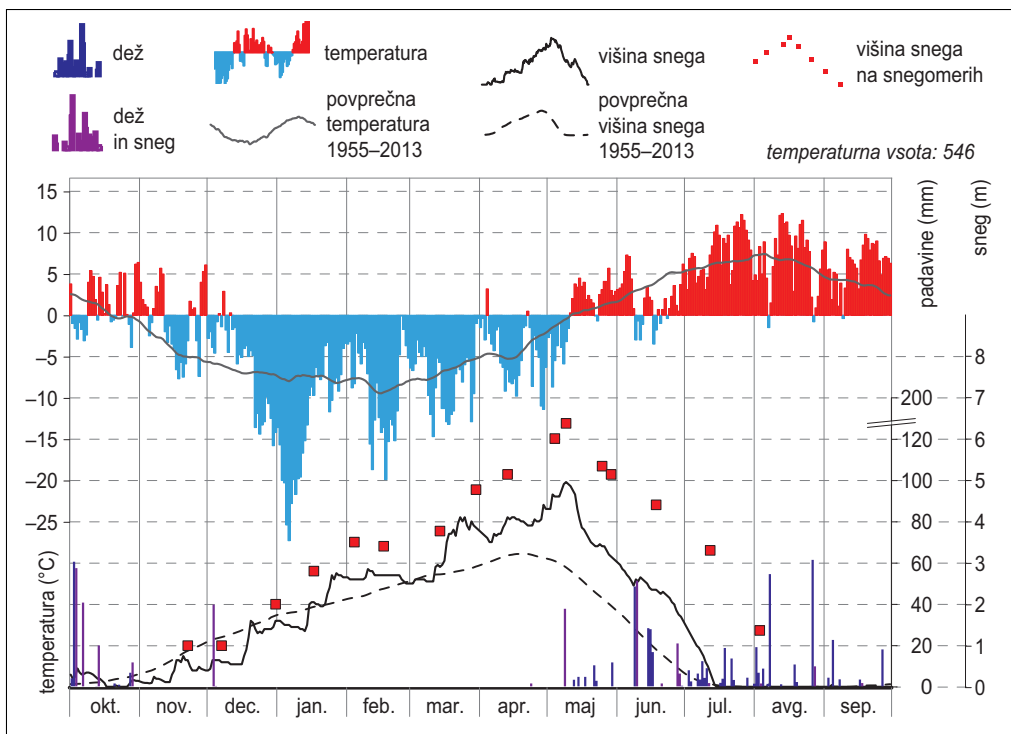 dež
temperatura
višina snega
višina snega
na snegomerih
dež
in sneg
povprečna
temperatura
1955–2013
povprečna
višina snega
1955–2013
temperaturna vsota: 546
15
10
5
0
–5
–10
–15
–20
–25
temperatura (°C)
padavine (mm)
200
120
100
80
60
40
20
0
sneg (m)
8
7
6
5
4
3
2
1
0
okt.
nov.
dec.
jan.
feb.
mar.
apr.
maj
jun.
jul.
avg.
sep.